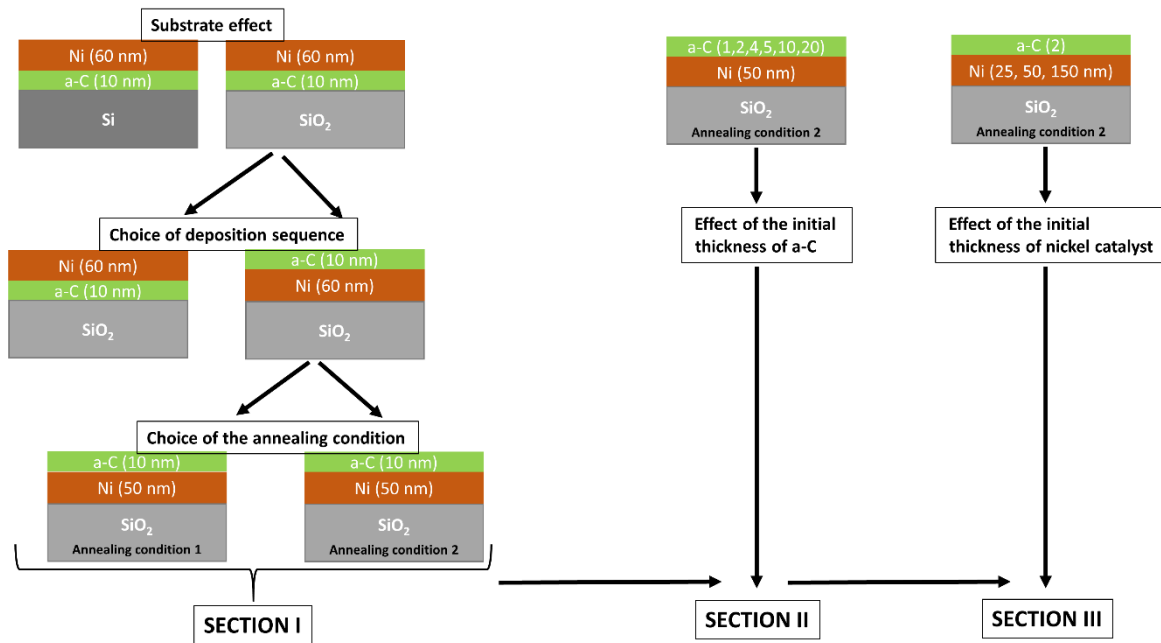 Substrate effect
Ni (60 nm)
a-C (10 nm)
Si
Ni (60 nm)
a-C (10 nm)
SiO₂
Choice of deposition sequence
Ni (60 nm)
a-C (10 nm)
SiO₂
a-C (10 nm)
Ni (60 nm)
SiO₂
Choice of the annealing condition
a-C (10 nm)
Ni (50 nm)
SiO₂
Annealing condition 1
a-C (10 nm)
Ni (50 nm)
SiO₂
Annealing condition 2
SECTION I
a-C (1,2,4,5,10,20)
Ni (50 nm)
SiO₂
Annealing condition 2
Effect of the initial
thickness of a-C
SECTION II
a-C (2)
Ni (25, 50, 150 nm)
SiO₂
Annealing condition 2
Effect of the initial
thickness of nickel catalyst
SECTION III